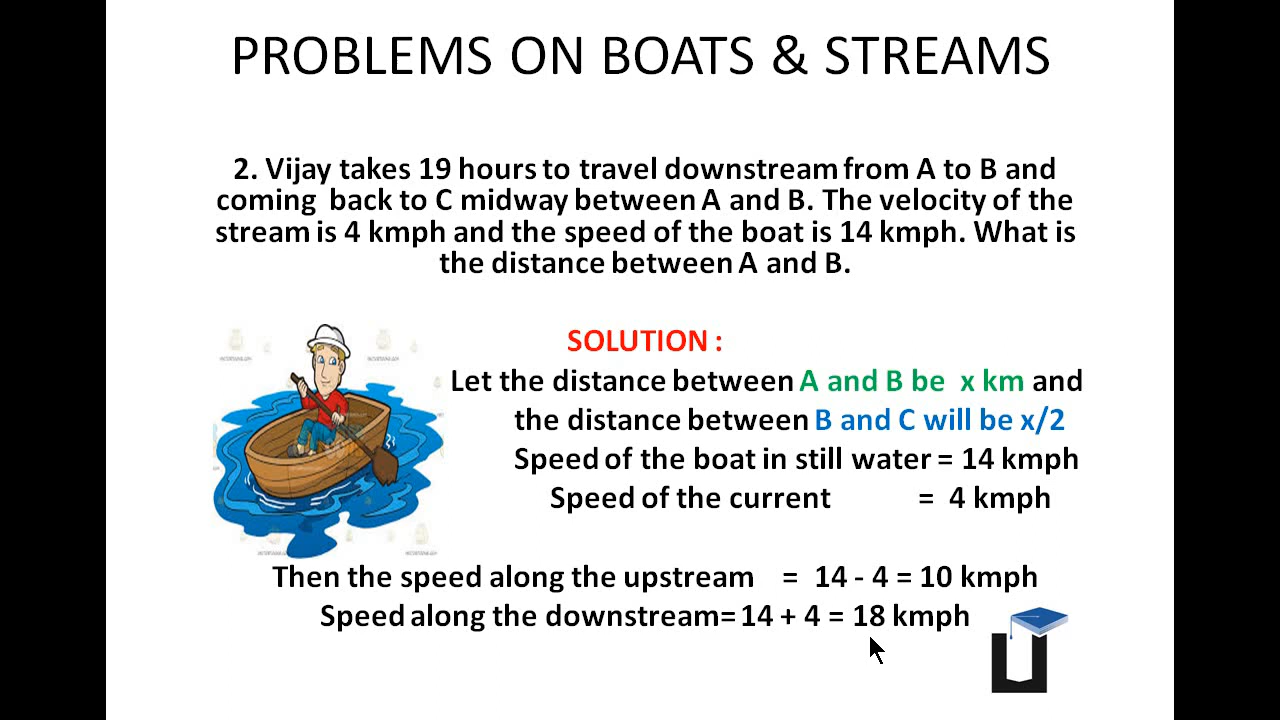 PROBLEMS ON BOATS & STREAMS
2. Vijay takes 19 hours to travel downstream from A to B and
coming back to C midway between A and B. The velocity of the
stream is 4 kmph and the speed of the boat is 14 kmph. What is
the distance between A and B.
SOLUTION :
Let the distance between A and B be x km and
the distance between B and C will be x/2
Speed of the boat in still water = 14 kmph
Speed of the current = 4 kmph
Then the speed along the upstream = 14 - 4 = 10 kmph
Speed along the downstream= 14 + 4 = 18 kmph